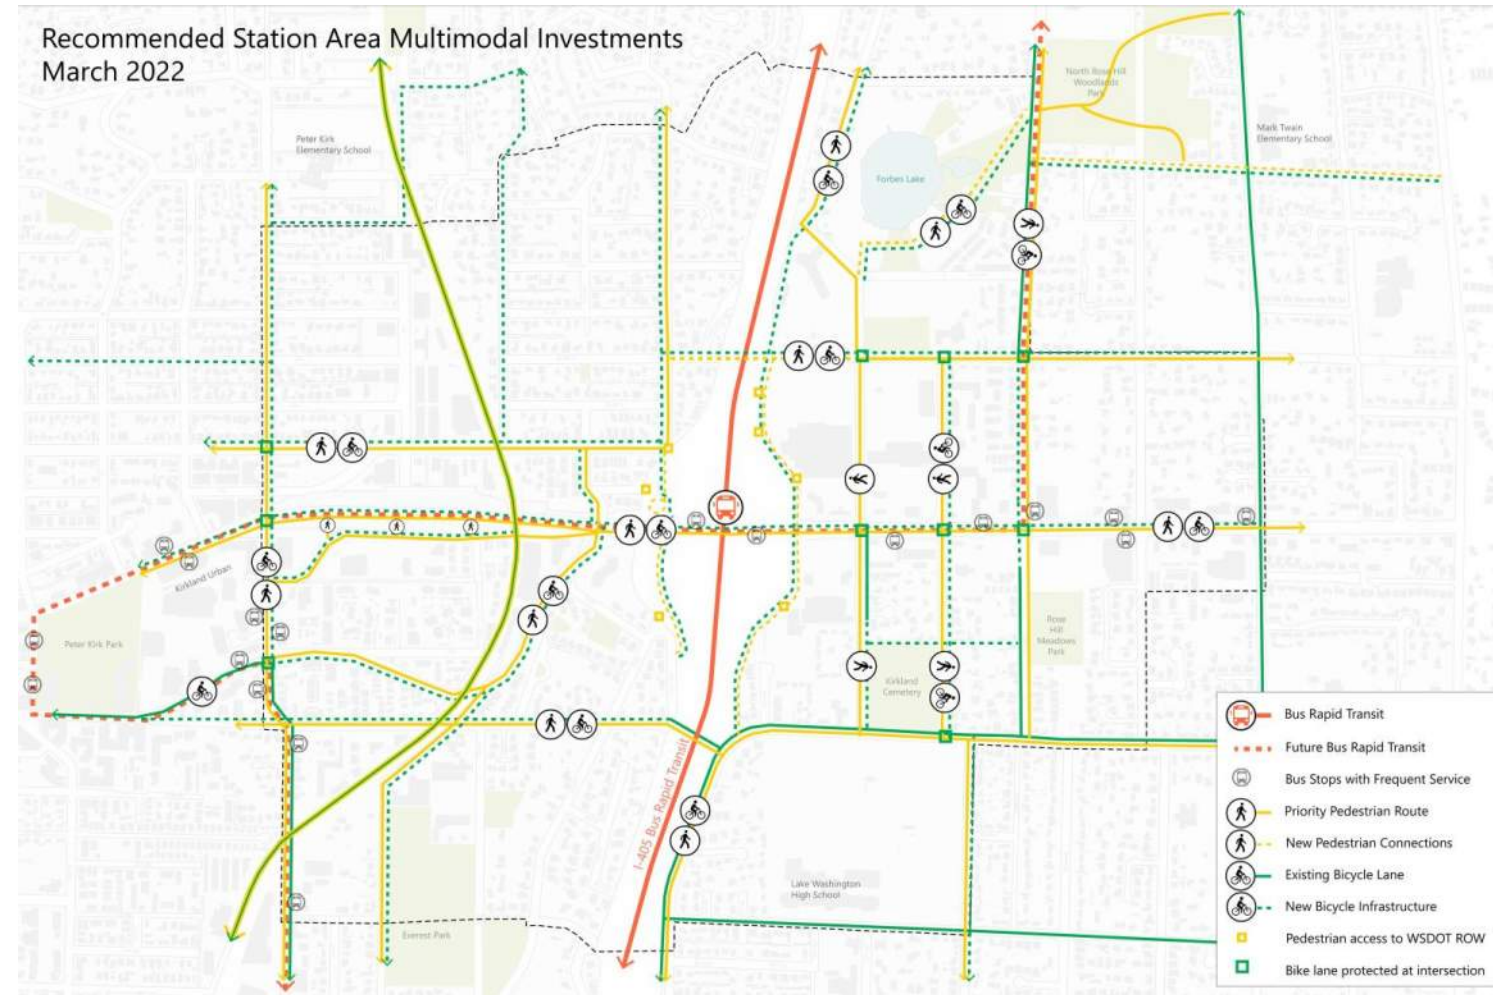 Recommended Station Area Multimodal Investments
March 2022
North Rose Hill
Woodlands
Park
Peter Kirk
Elementary School
Mark Twain
Elementary School
Forbes Lake
Kirkland Urban
Peter Kirk Park
Rose
Hill
Meadows
Park
Kirkland
Cemetery
I-405 Bus Rapid Transit
Lake Washington
High School
Everest Park
Bus Rapid Transit
Future Bus Rapid Transit
Bus Stops with Frequent Service
Priority Pedestrian Route
New Pedestrian Connections
Existing Bicycle Lane
New Bicycle Infrastructure
Pedestrian access to WSDOT ROW
Bike lane protected at intersection